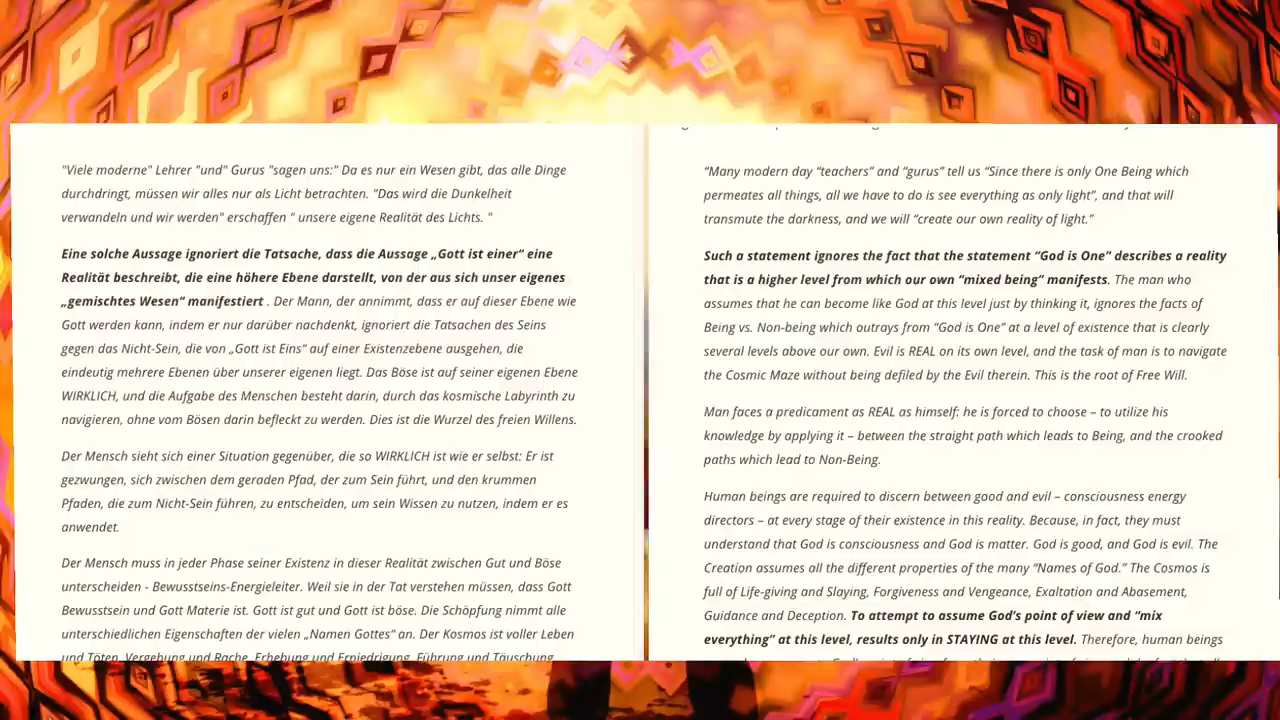 "Viele moderne" Lehrer "und" Gurus "sagen uns:" Da es nur ein Wesen gibt, das alle Dinge
durchdringt, müssen wir alles nur als Licht betrachten. "Das wird die Dunkelheit
verwandeln und wir werden" erschaffen " unsere eigene Realität des Lichts. "
Eine solche Aussage ignoriert die Tatsache, dass die Aussage „Gott ist einer“ eine
Realität beschreibt, die eine höhere Ebene darstellt, von der aus sich unser eigenes
„gemischtes Wesen“ manifestiert . Der Mann, der annimmt, dass er auf dieser Ebene wie
Gott werden kann, indem er nur darüber nachdenkt, ignoriert die Tatsachen des Seins
gegen das Nicht-Sein, die von „Gott ist Eins“ auf einer Existenzebene ausgehen, die
eindeutig mehrere Ebenen über unserer eigenen liegt. Das Böse ist auf seiner eigenen Ebene
WIRKLICH, und die Aufgabe des Menschen besteht darin, durch das kosmische Labyrinth zu
navigieren, ohne vom Bösen darin befleckt zu werden. Dies ist die Wurzel des freien Willens.
Der Mensch sieht sich einer Situation gegenüber, die so WIRKLICH ist wie er selbst: Er ist
gezwungen, sich zwischen dem geraden Pfad, der zum Sein führt, und den krummen
Pfaden, die zum Nicht-Sein führen, zu entscheiden, um sein Wissen zu nutzen, indem er es
anwendet.
Der Mensch muss in jeder Phase seiner Existenz in dieser Realität zwischen Gut und Böse
unterscheiden - Bewusstseins-Energieleiter. Weil sie in der Tat verstehen müssen, dass Gott
Bewusstsein und Gott Materie ist. Gott ist gut und Gott ist böse. Die Schöpfung nimmt alle
unterschiedlichen Eigenschaften der vielen „Namen Gottes“ an. Der Kosmos ist voller Leben
und Töten, Vergebung und Rache, Erhebung und Erniedrigung, Führung und Täuschung
“Many modern day “teachers” and “gurus” tell us “Since there is only One Being which
permeates all things, all we have to do is see everything as only light”, and that will
transmute the darkness, and we will “create our own reality of light.”
Such a statement ignores the fact that the statement “God is One” describes a reality
that is a higher level from which our own “mixed being” manifests. The man who
assumes that he can become like God at this level just by thinking it, ignores the facts of
Being vs. Non-being which outrays from “God is One” at a level of existence that is clearly
several levels above our own. Evil is REAL on its own level, and the task of man is to navigate
the Cosmic Maze without being defiled by the Evil therein. This is the root of Free Will.
Man faces a predicament as REAL as himself: he is forced to choose – to utilize his
knowledge by applying it – between the straight path which leads to Being, and the crooked
paths which lead to Non-Being.
Human beings are required to discern between good and evil – consciousness energy
directors – at every stage of their existence in this reality. Because, in fact, they must
understand that God is consciousness and God is matter. God is good, and God is evil. The
Creation assumes all the different properties of the many “Names of God.” The Cosmos is
full of Life-giving and Slaying, Forgiveness and Vengeance, Exaltation and Abasement,
Guidance and Deception. To attempt to assume God’s point of view and “mix
everything” at this level, results only in STAYING at this level. Therefore, human beings